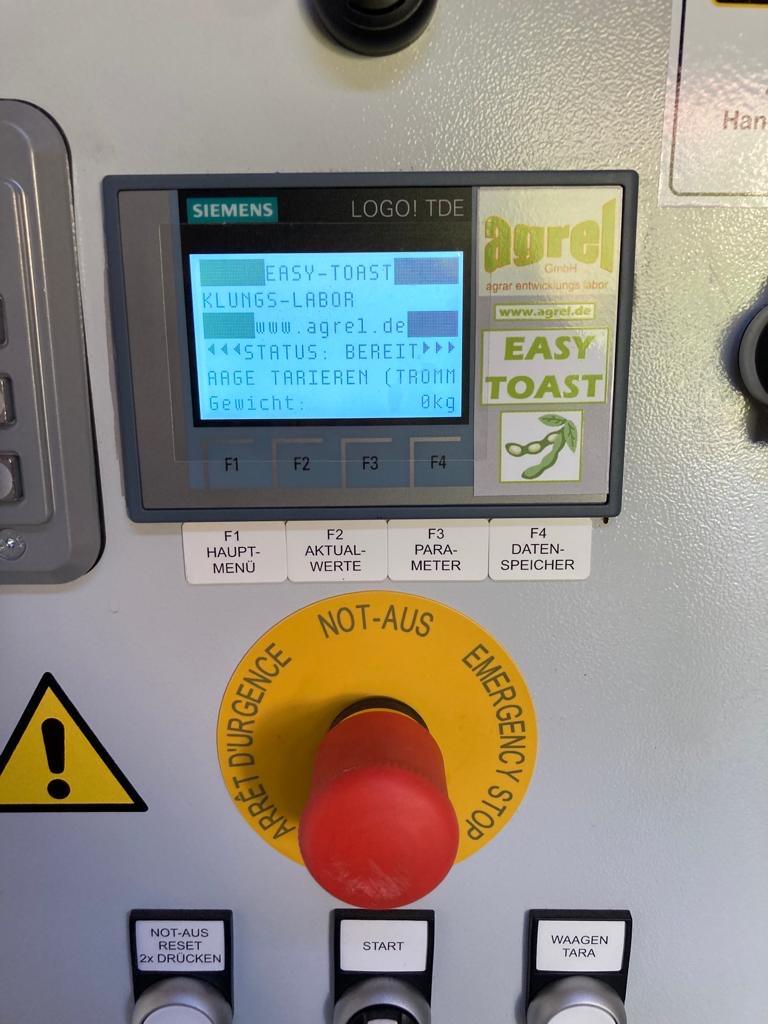 Han
SIEMENS
LOGO! TDE
EASY-TOAST
KLUNGS-LABOR
www.agrel.de
STATUS: BEREIT
AAGE TARIEREN (TROMM
Gewicht: 0kg
F1 F2 F3 F4
agrel
GmbH
agrar entwicklungs labor
www.agrel.de
EASY
TOAST
F1
HAUPT-
MENÜ
F2
AKTUAL-
WERTE
F3
PARA-
METER
F4
DATEN-
SPEICHER
NOT-AUS
ARRÊT D'URGENCE
EMERGENCY STOP
NOT-AUS
RESET
2x DRÜCKEN
START
WAAGEN
TARA